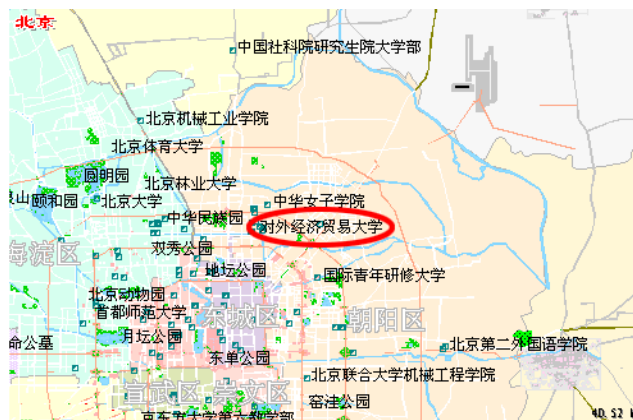 北京
中国社科院研究生院大学部
北京机械工业学院
北京体育大学
圆明园
北京林业大学
颐和园
北京大学
中华女子学院
中华民族园
对外经济贸易大学
海淀区
双秀公园
地坛公园
国际青年研修大学
北京动物园
首都师范大学
东城区
朝阳区
月坛公园
北京第二外国语学院
东单公园
北京联合大学机械工程学院
宣武区
崇文区
窑洼公园